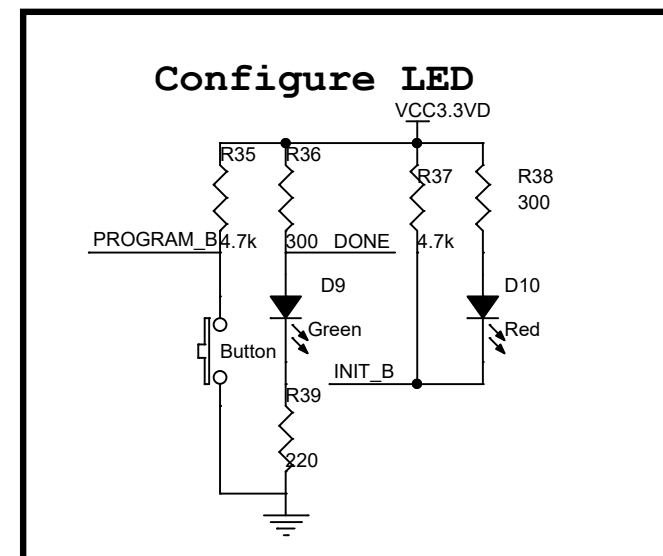 Configure LED
VCC3.3VD
R35
R36
R37
R38
300
PROGRAM_B
4.7k
300
DONE
4.7k
D9
D10
Green
Red
Button
INIT_B
R39
220